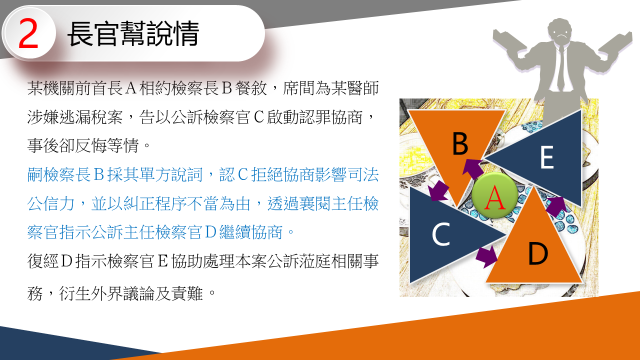 2 長官幫說情
某機關前首長A相約檢察長B餐敘，席間為某醫師
涉嫌逃漏稅案，告以公訴檢察官C啟動認罪協商，
事後卻反悔等情。
嗣檢察長B採其單方說詞，認C拒絕協商影響司法
公信力，並以糾正程序不當為由，透過襄閱主任檢
察官指示公訴主任檢察官D繼續協商。
復經D指示檢察官E協助處理本案公訴蒞庭相關事
務，衍生外界議論及責難。
B
E
A
C
D